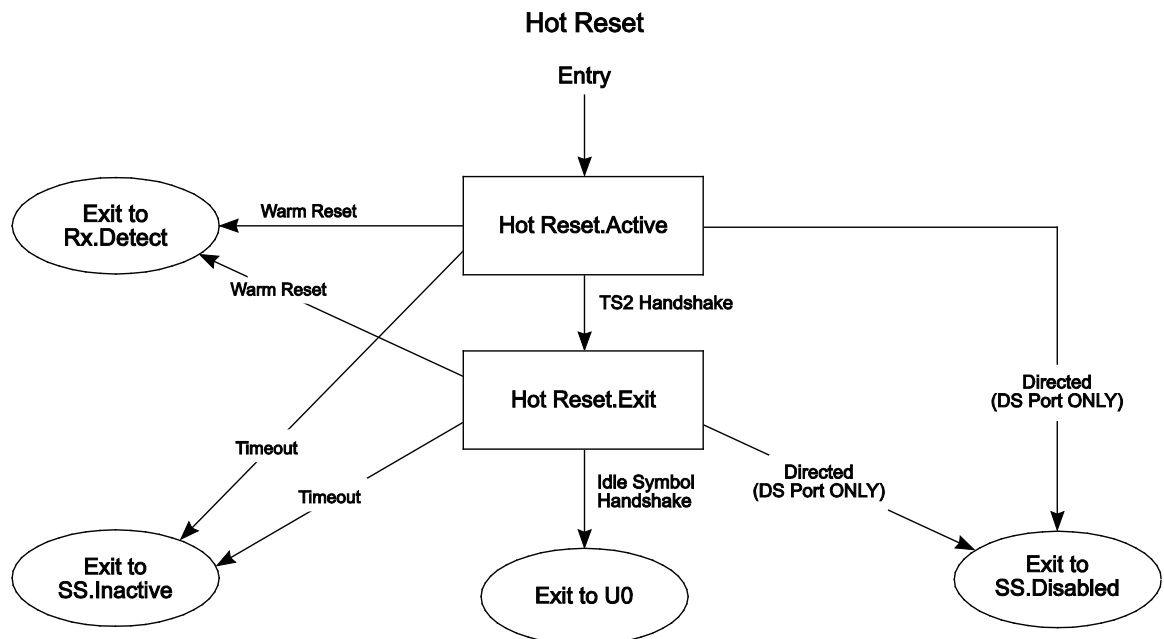 Hot Reset
Entry
Exit to
Rx.Detect
Warm Reset
Hot Reset.Active
Warm Reset
TS2 Handshake
Hot Reset.Exit
Directed
(DS Port ONLY)
Timeout
Timeout
Idle Symbol
Handshake
Directed
(DS Port ONLY)
Exit to
SS.Inactive
Exit to U0
Exit to
SS.Disabled